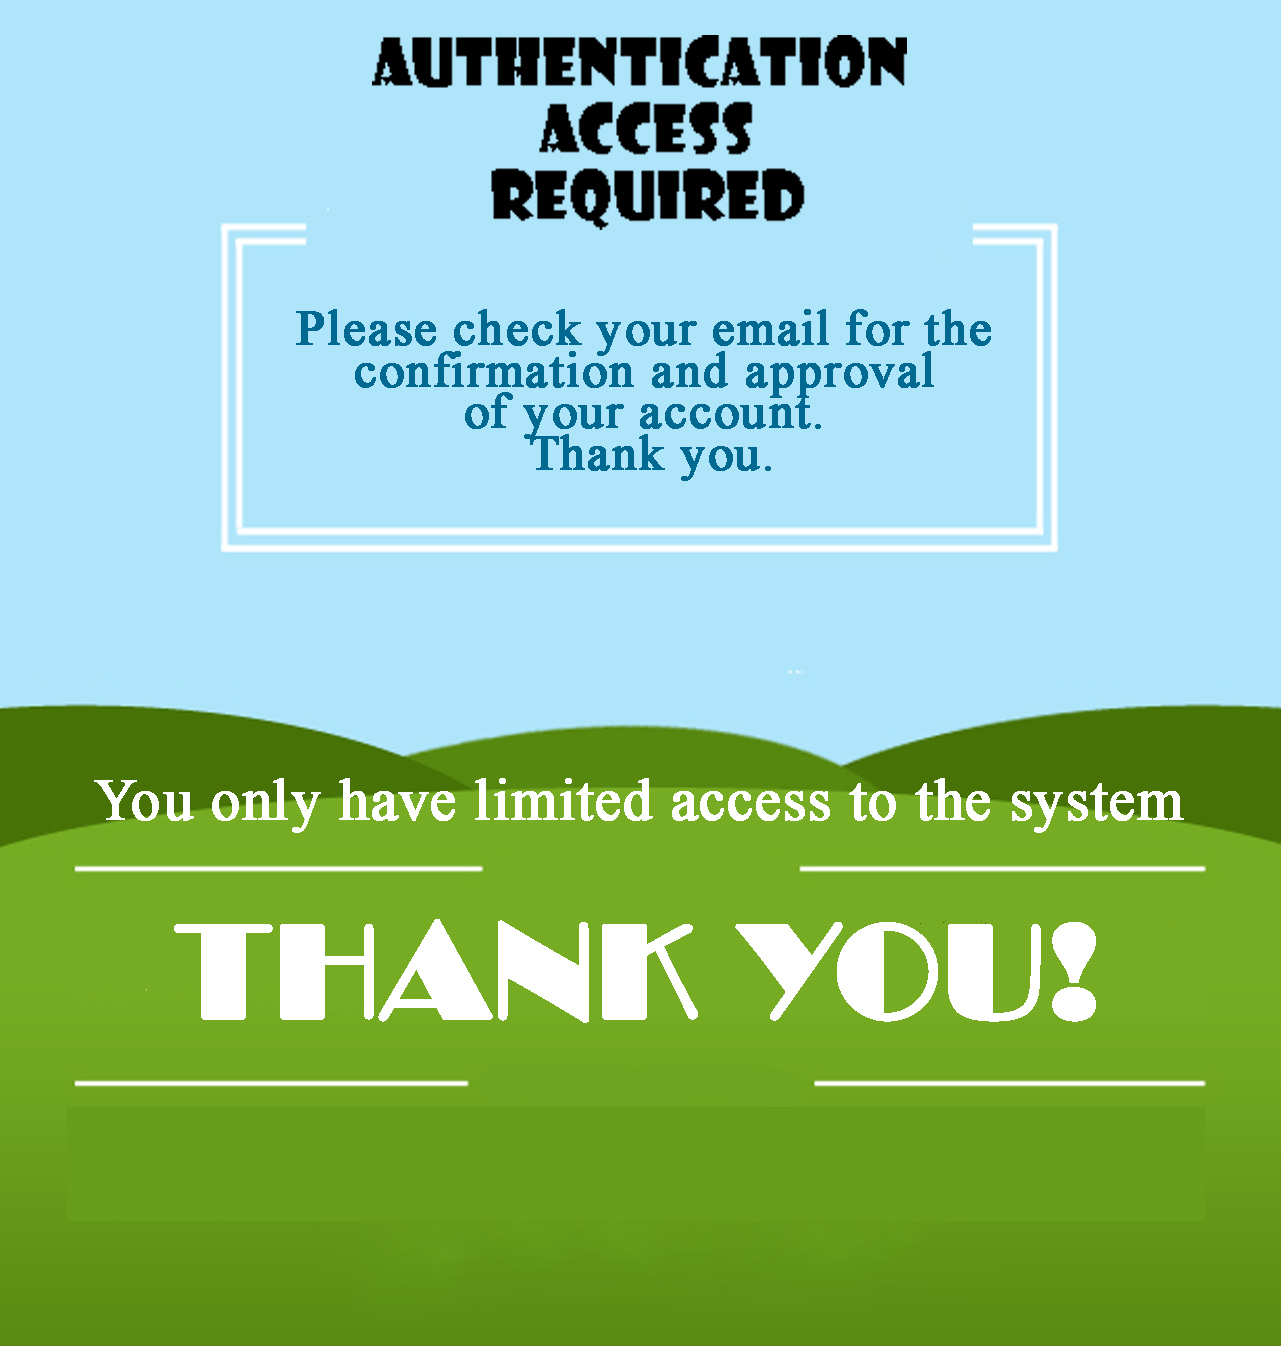 AUTHENTICATION
ACCESS
REQUIRED
Please check your email for the
confirmation and approval
of your account.
Thank you.
You only have limited access to the system
THANK YOU!